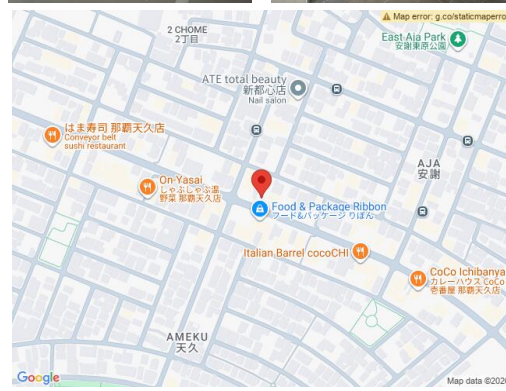 Map error: g.co/staticmaperro
2 CHOME
2丁目
East Aja Park
安謝東原公園
ATE total beauty
新都心店
Nail salon
はま寿司 那覇天久店
Conveyor belt
sushi restaurant
AJA
安謝
On-Yasai
しゃぶしゃぶ温
野菜 那覇天久店
Food & Package Ribbon
フード&パッケージ りぼん
Italian Barrel cocoCHI
CoCo Ichibanya
カレーハウス CoCo
壱番屋 那覇天久店
AMEKU
天久
Google
Map data ©2026